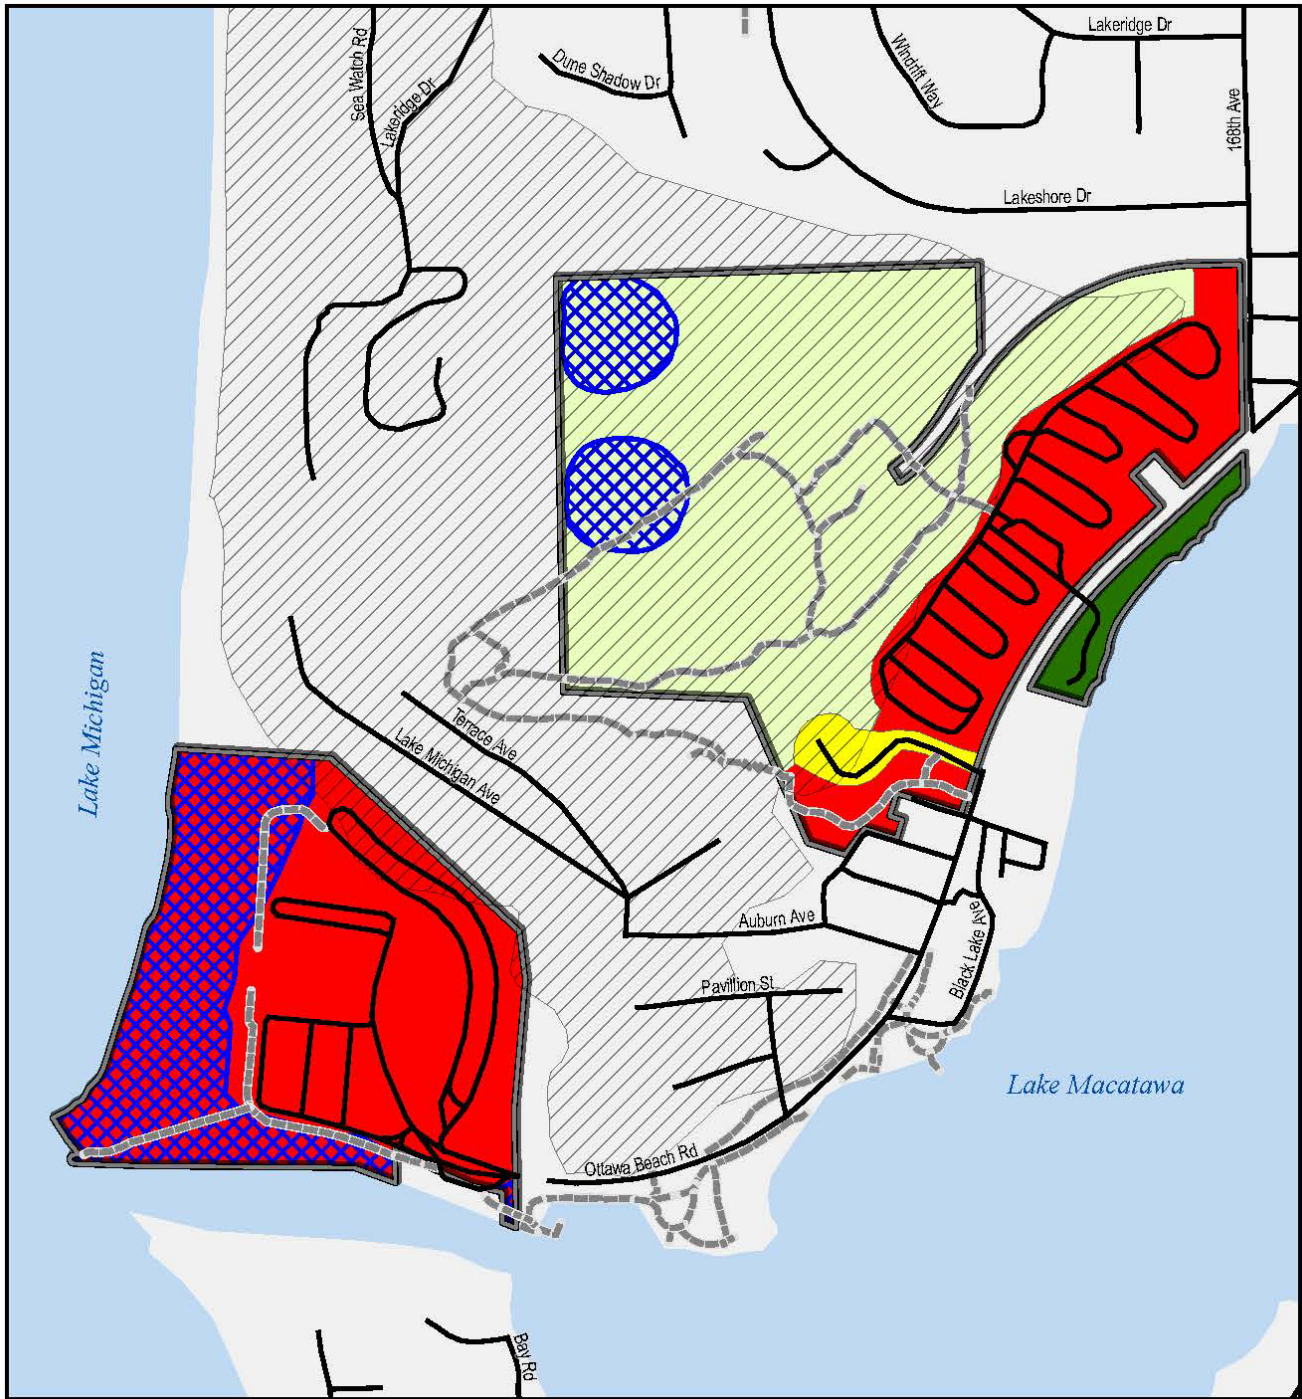 Lakeridge Dr
Sea Watch Rd
Windrift Way
Dune Shadow Dr
Lakeridge Dr
168th Ave
Lakeshore Dr
Lake Michigan
Terrace Ave
Lake Michigan Ave
Auburn Ave
Black Lake Ave
Pavillion St
Lake Macatawa
Ottawa Beach Rd
Bay Rd